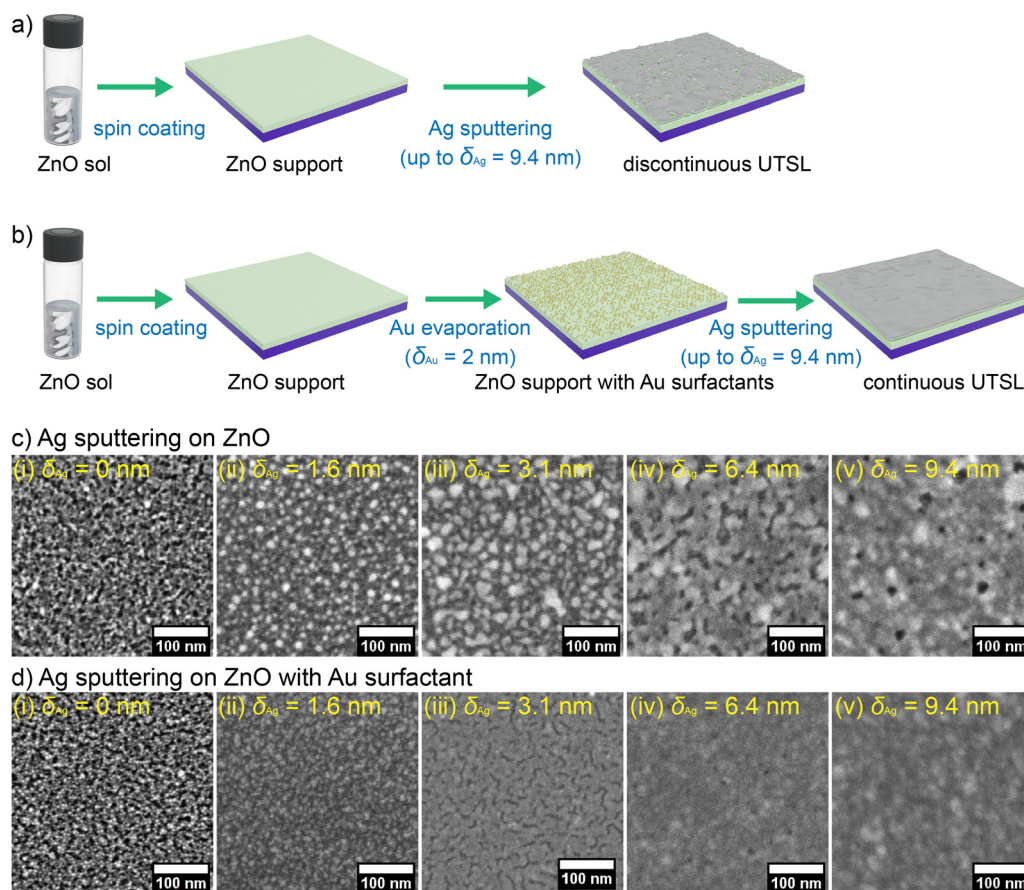 a)
spin coating
Ag sputtering
(up to δAg = 9.4 nm)
ZnO sol
ZnO support
discontinuous UTSL
b)
spin coating
Au evaporation
(δAu = 2 nm)
Ag sputtering
(up to δAg = 9.4 nm)
ZnO sol
ZnO support
ZnO support with Au surfactants
continuous UTSL
c) Ag sputtering on ZnO
(i) δAg = 0 nm
(ii) δAg = 1.6 nm
(iii) δAg = 3.1 nm
(iv) δAg = 6.4 nm
(v) δAg = 9.4 nm
100 nm
100 nm
100 nm
100 nm
100 nm
d) Ag sputtering on ZnO with Au surfactant
(i) δAg = 0 nm
(ii) δAg = 1.6 nm
(iii) δAg = 3.1 nm
(iv) δAg = 6.4 nm
(v) δAg = 9.4 nm
100 nm
100 nm
100 nm
100 nm
100 nm